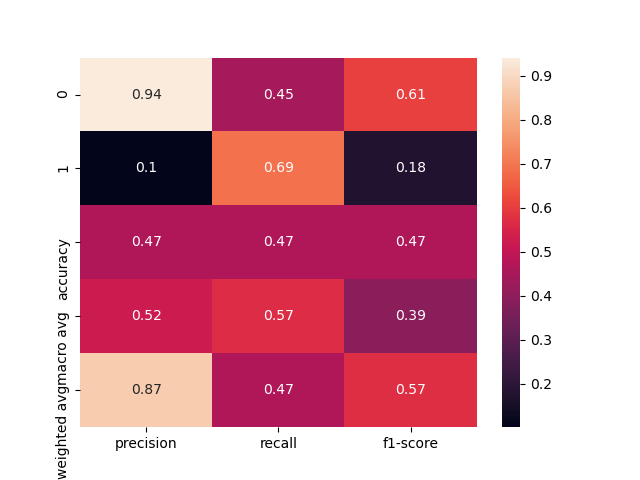 0 0.94 0.45 0.61
1 0.1 0.69 0.18
accuracy 0.47 0.47 0.47
macro avg 0.52 0.57 0.39
weighted avg 0.87 0.47 0.57
precision recall f1-score
0.9
0.8
0.7
0.6
0.5
0.4
0.3
0.2